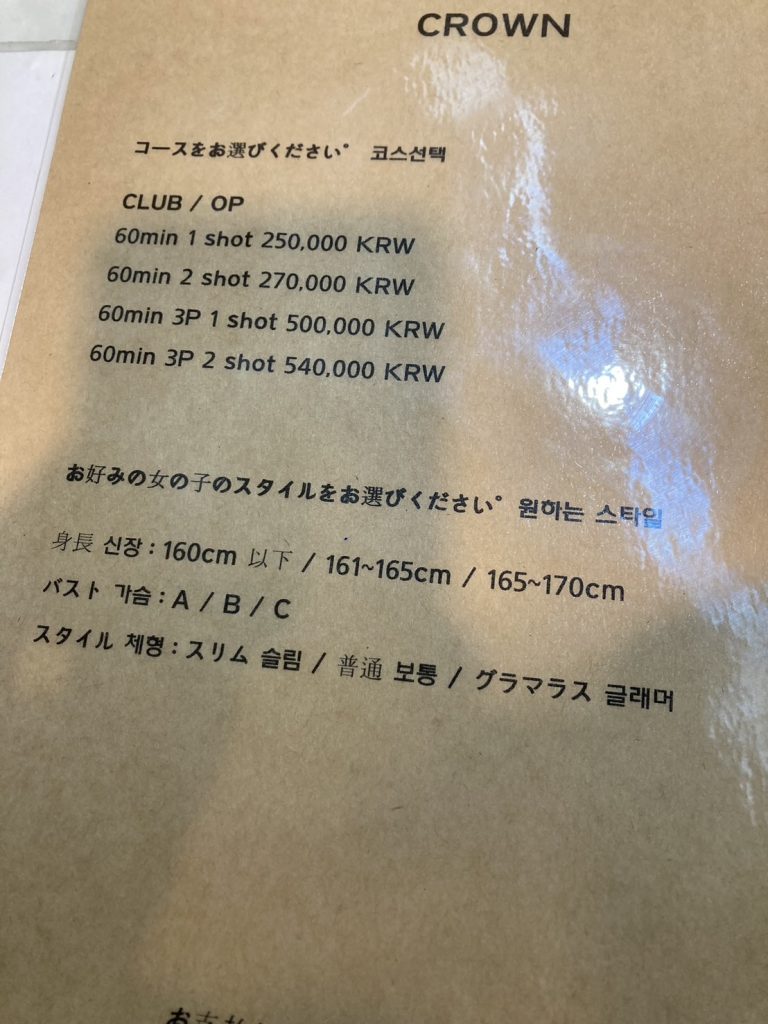 CROWN
コースをお選びください。 코스선택
CLUB / OP
60min 1 shot 250,000 KRW
60min 2 shot 270,000 KRW
60min 3P 1 shot 500,000 KRW
60min 3P 2 shot 540,000 KRW
お好みの女の子のスタイルをお選びください。 원하는 스타일
身長 신장 : 160cm 以下 / 161~165cm / 165~170cm
バスト 가슴 : A / B / C
スタイル 체형 : スリム 슬림 / 普通 보통 / グラマラス 글래머